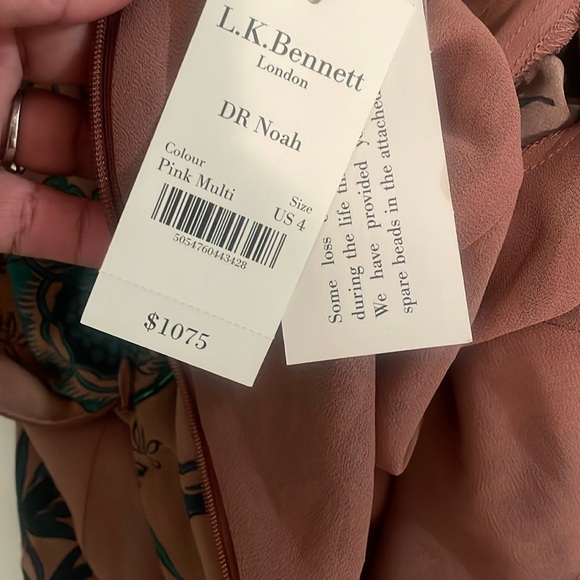 L.K.Bennett
London
DR Noah
Colour
Pink Multi
Size
US 4
5054760443428
$1075
Some loss
during the life
We have provided
spare beads in the attached